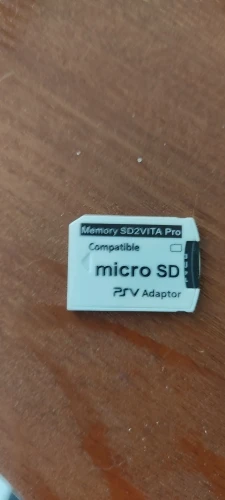 Memory SD2VITA Pro
Compatible
micro SD
PSV Adaptor